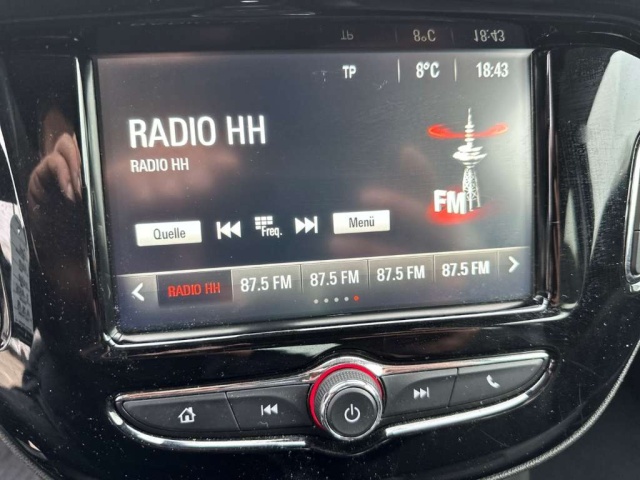 TP 8°C 18:43
TP 8°C 18:43
RADIO HH
RADIO HH
FM
Quelle Freq. Menü
RADIO HH 87.5 FM 87.5 FM 87.5 FM 87.5 FM